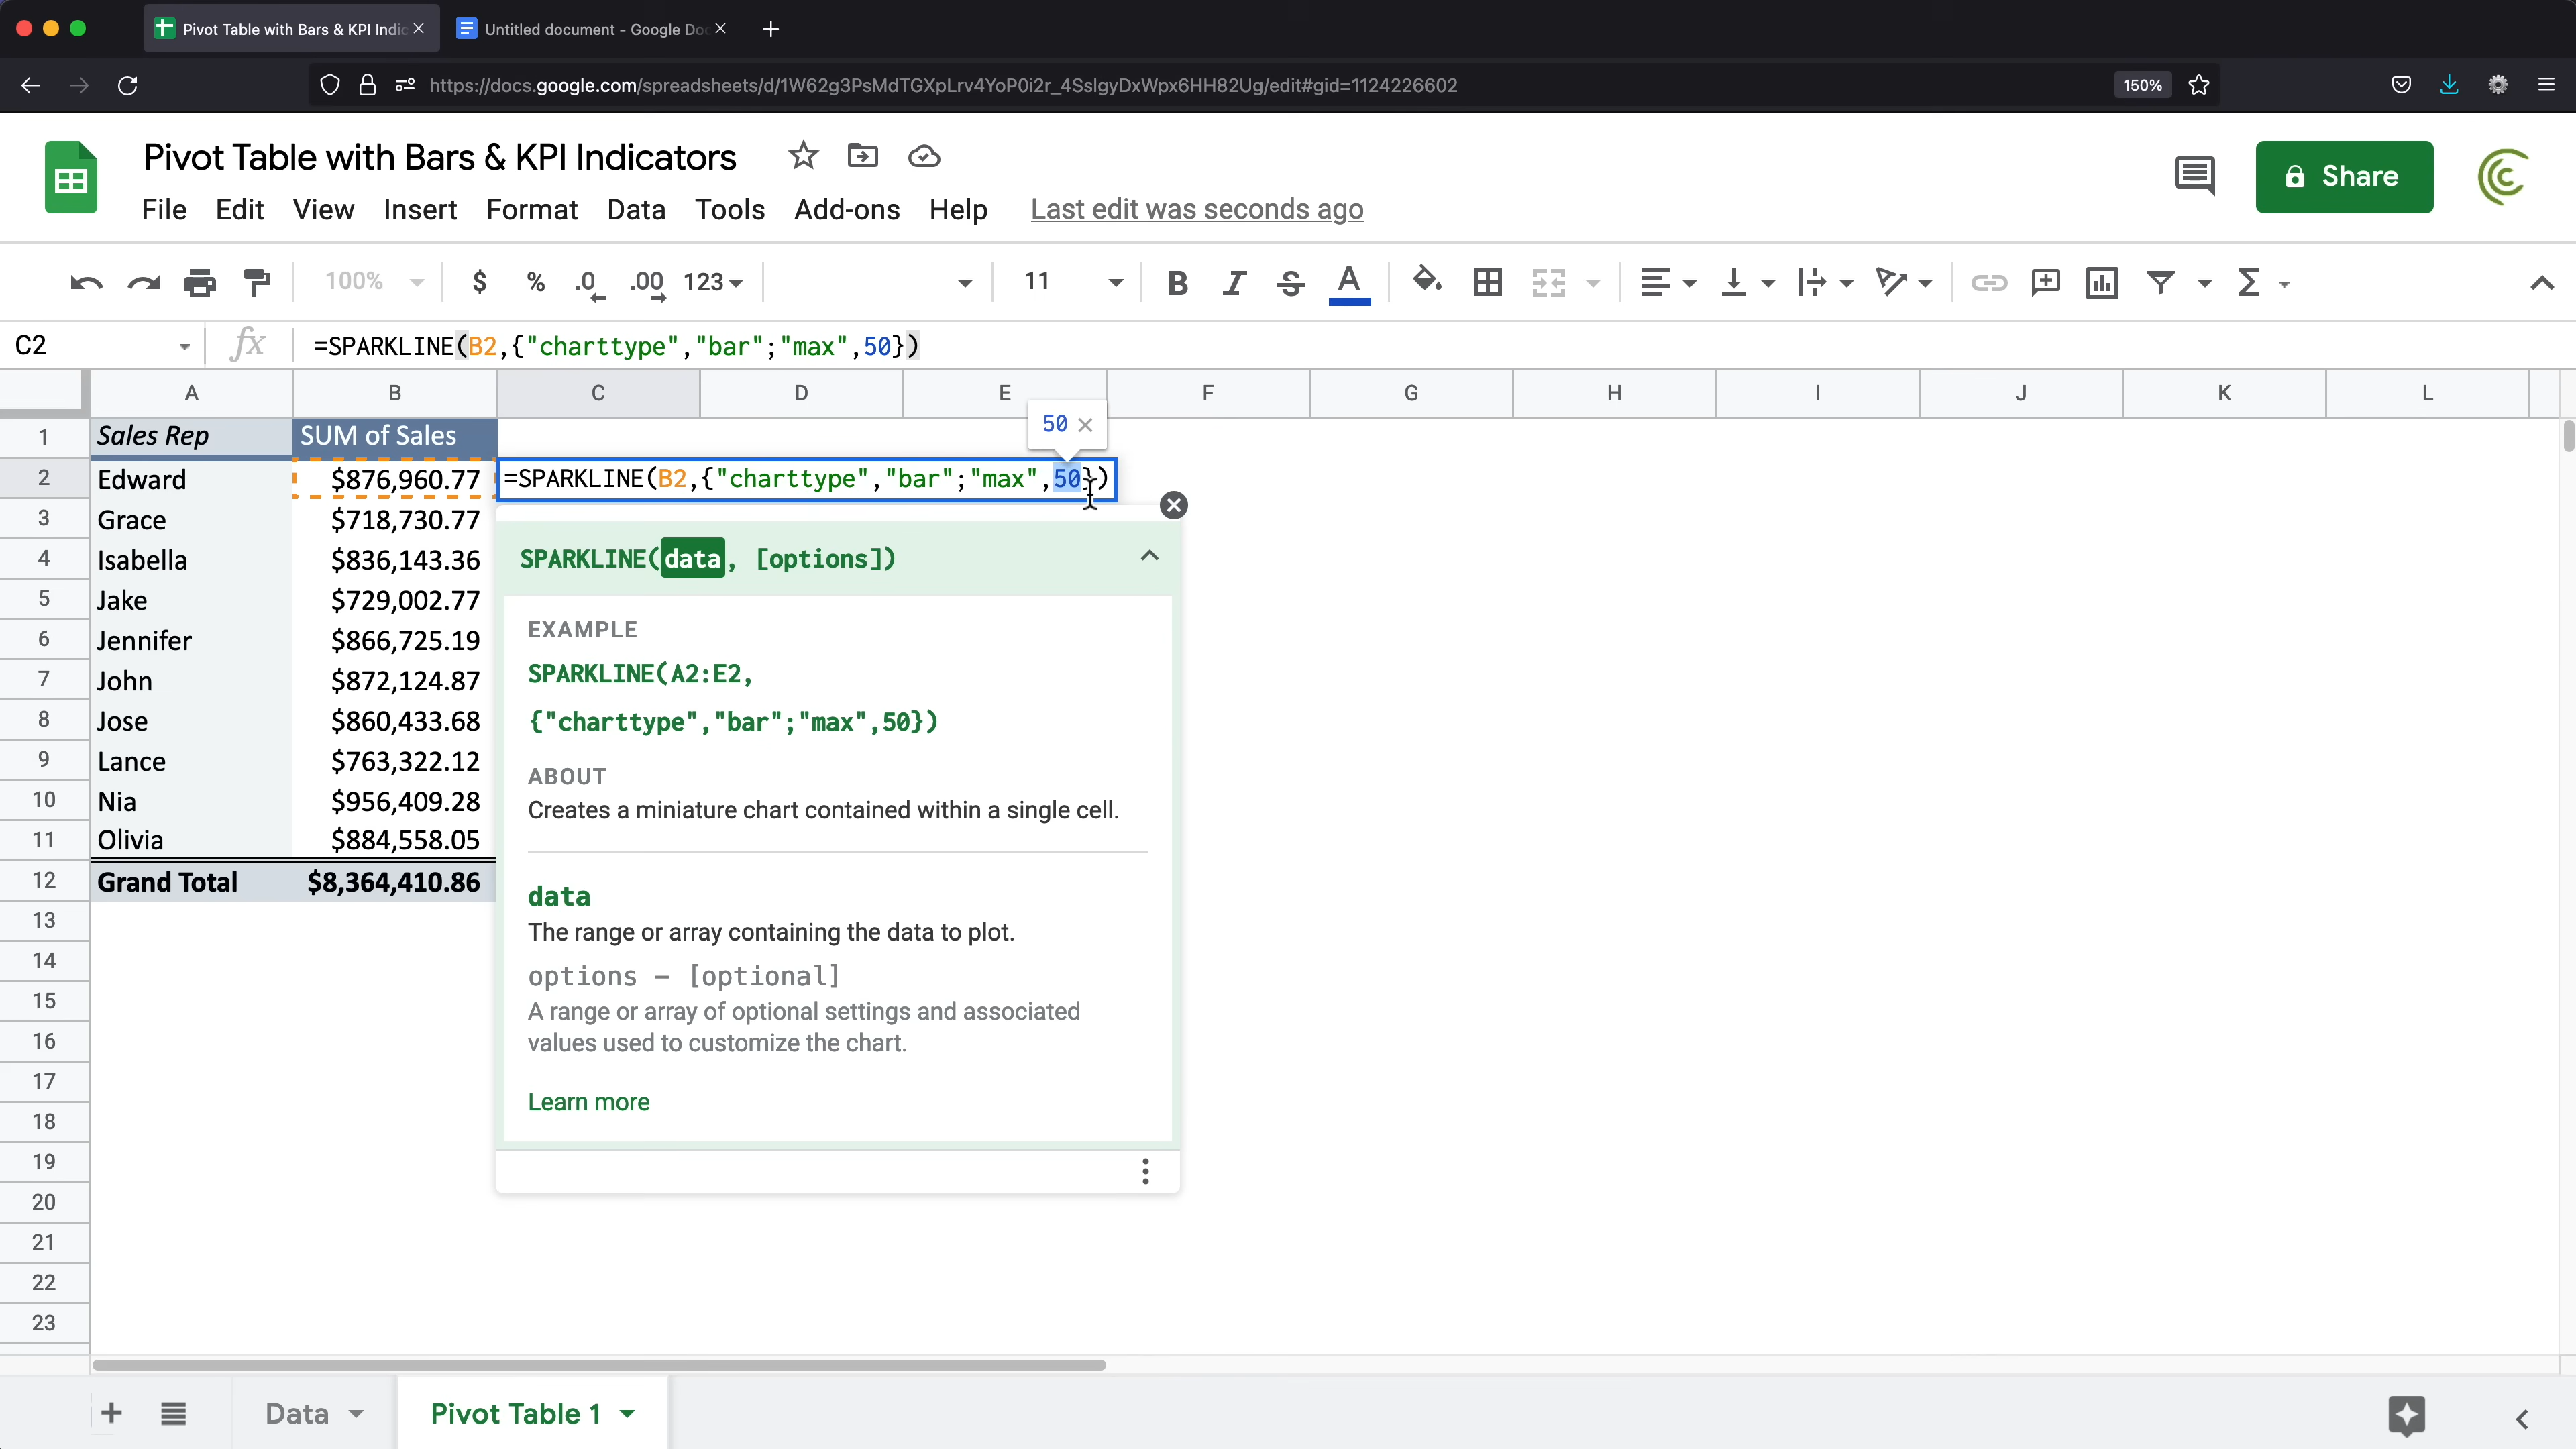 Pivot Table with Bars & KPI Indic
Untitled document - Google Doc
https://docs.google.com/spreadsheets/d/1W62g3PsMdTGXpLrv4YoP0i2r_4SslgyDxWpx6HH82Ug/edit#gid=1124226602
150%
Pivot Table with Bars & KPI Indicators
Share
File Edit View Insert Format Data Tools Add-ons Help Last edit was seconds ago
100% $ % .0 .00 123 11 B I S A
C2 fx =SPARKLINE(B2,{"charttype","bar";"max",50})
A B C D E F G H I J K L
50
1 Sales Rep SUM of Sales
2 Edward $876,960.77 =SPARKLINE(B2,{"charttype","bar";"max",50})
3 Grace $718,730.77
4 Isabella $836,143.36
5 Jake $729,002.77
6 Jennifer $866,725.19
7 John $872,124.87
8 Jose $860,433.68
9 Lance $763,322.12
10 Nia $956,409.28
11 Olivia $884,558.05
12 Grand Total $8,364,410.86
13
14
15
16
17
18
19
20
21
22
23
SPARKLINE(data, [options])
EXAMPLE
SPARKLINE(A2:E2,
{"charttype","bar";"max",50})
ABOUT
Creates a miniature chart contained within a single cell.
data
The range or array containing the data to plot.
options – [optional]
A range or array of optional settings and associated
values used to customize the chart.
Learn more
Data Pivot Table 1